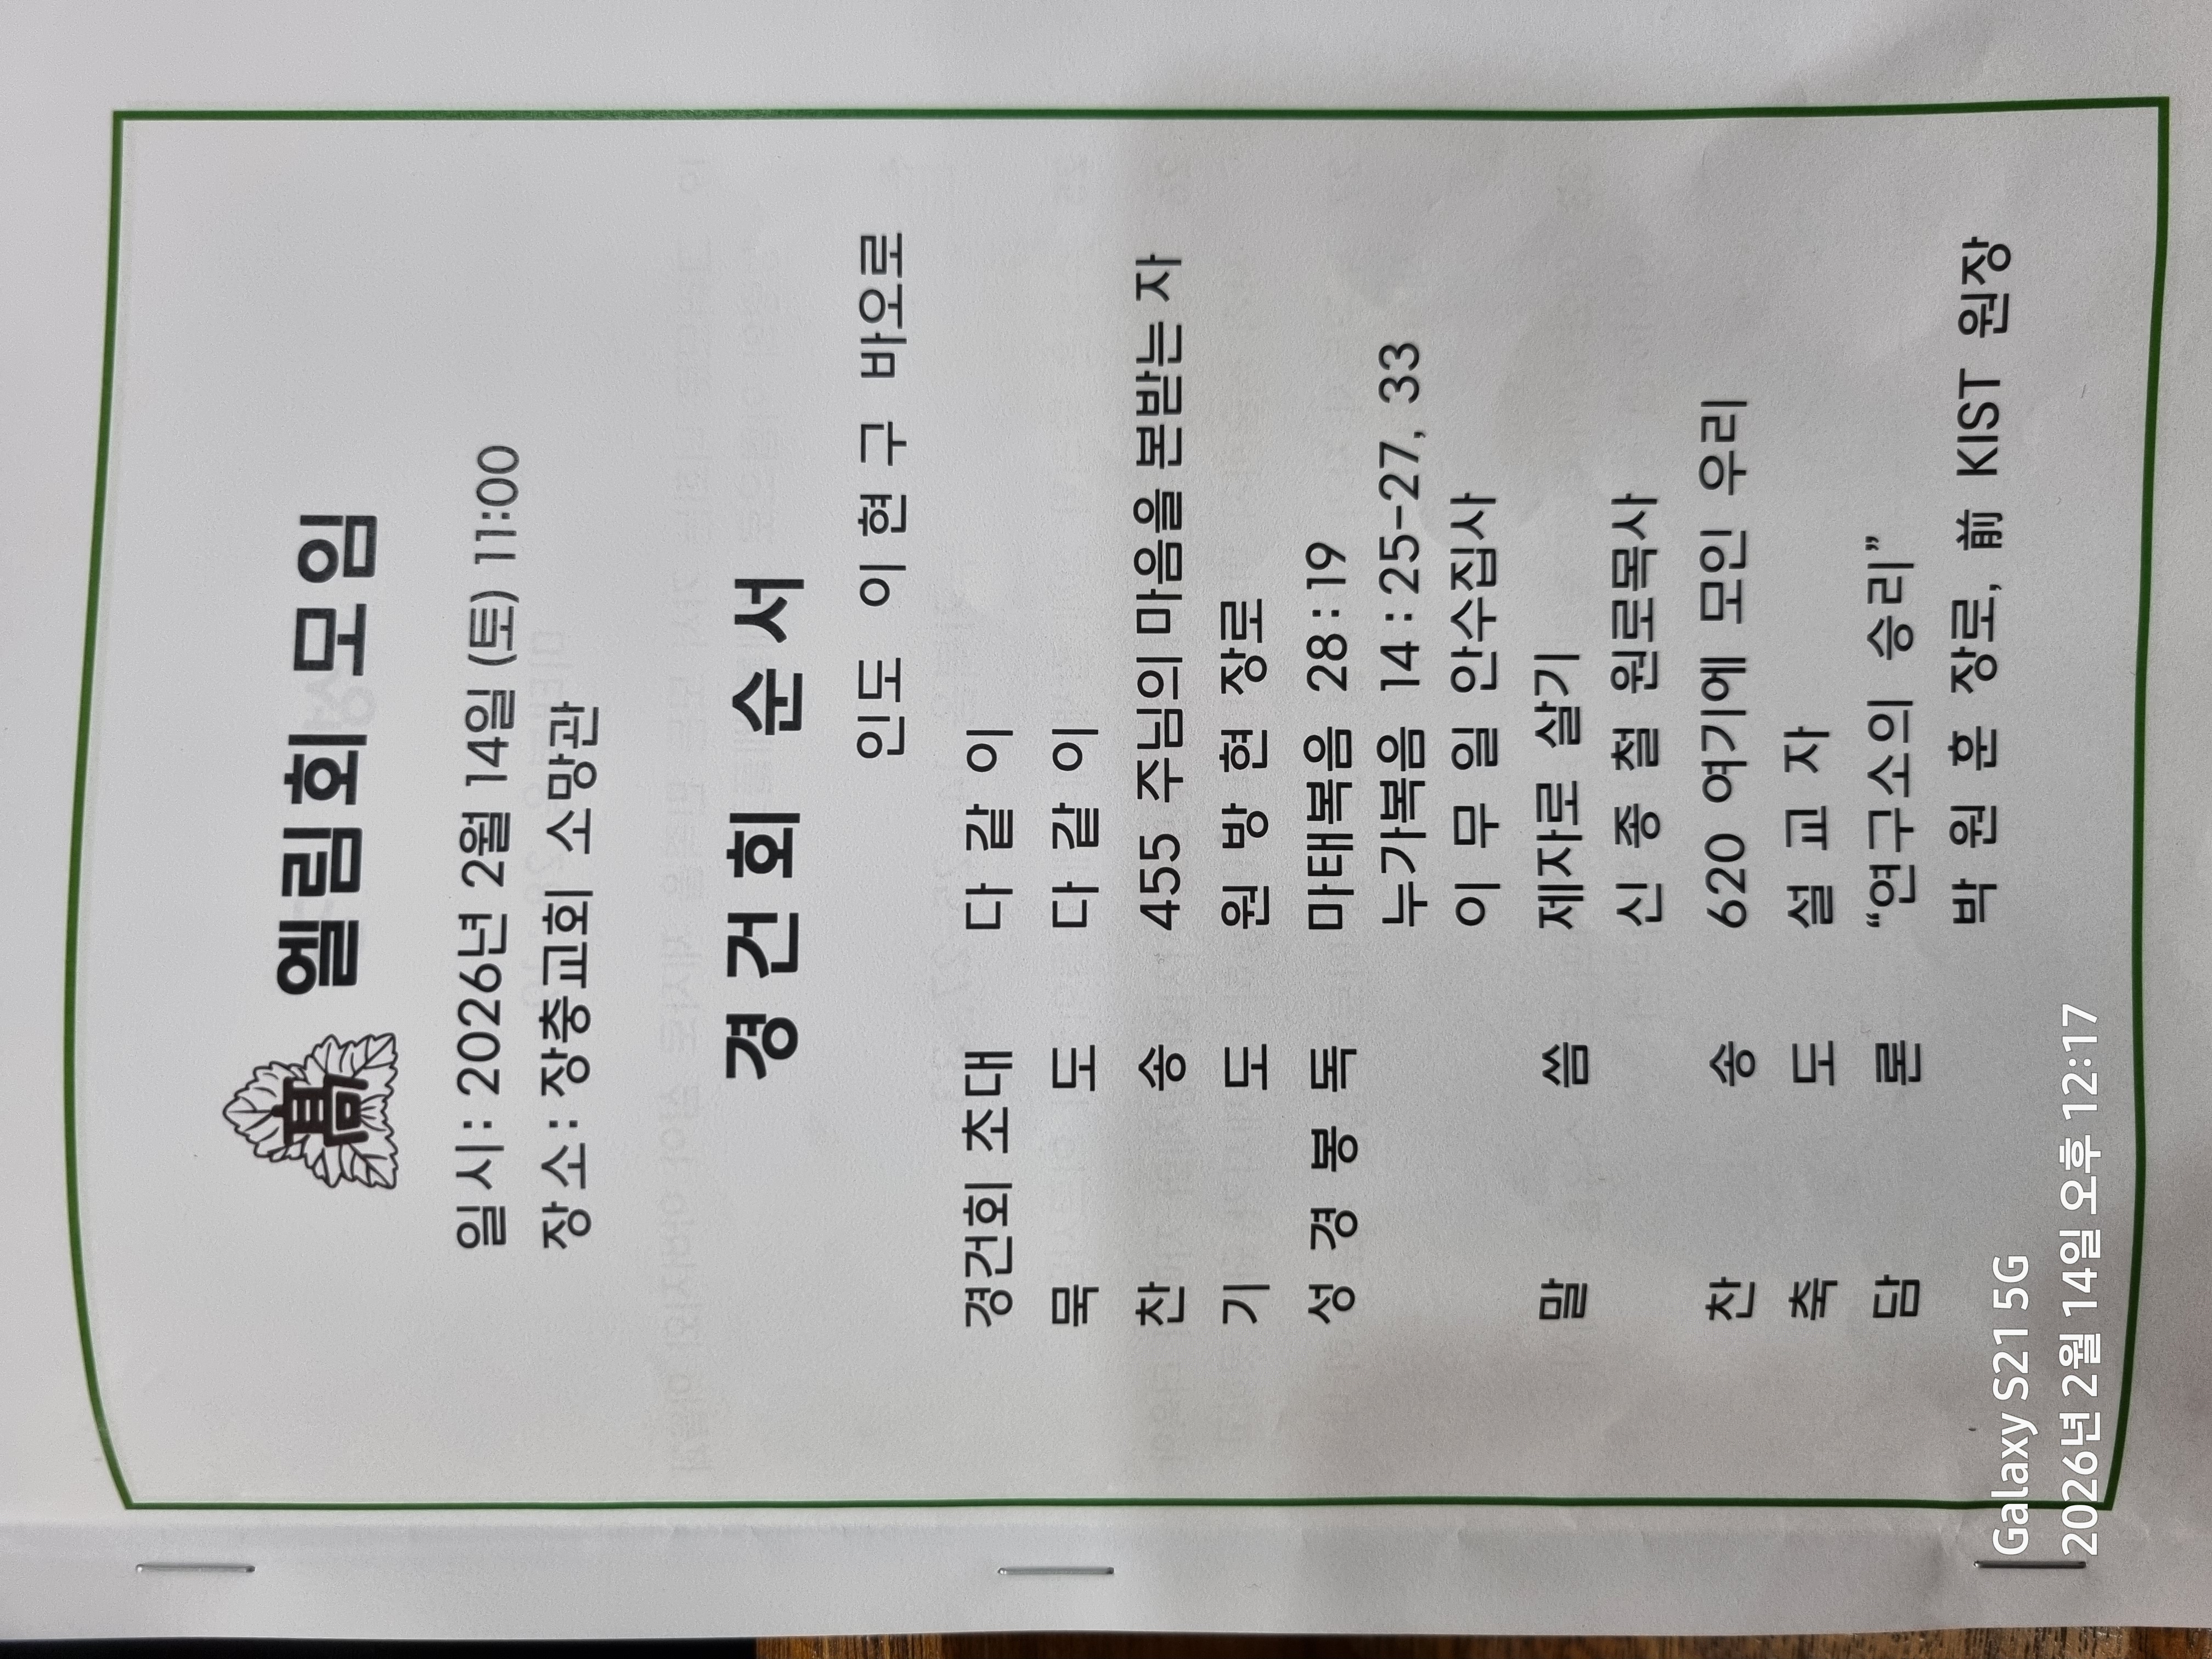 高
엘림회모임
일시: 2026년 2월 14일 (토) 11:00
장소: 장충교회 소망관
경 건 회 순 서
인도 이 현 구 바오로
경건회 초대 다 같 이
묵 도 다 같 이
찬 송 455 주님의 마음을 본받는 자
기 도 원 방 현 장로
성 경 봉 독 마태복음 28:19
누가복음 14:25-27, 33
이 무 일 안수집사
말 씀 제자로 살기
신 종 철 원로목사
찬 송 620 여기에 모인 우리
축 도 설 교 자
담 론 “연구소의 승리”
박 원 훈 장로, 前 KIST 원장
Galaxy S21 5G
2026년 2월 14일 오후 12:17